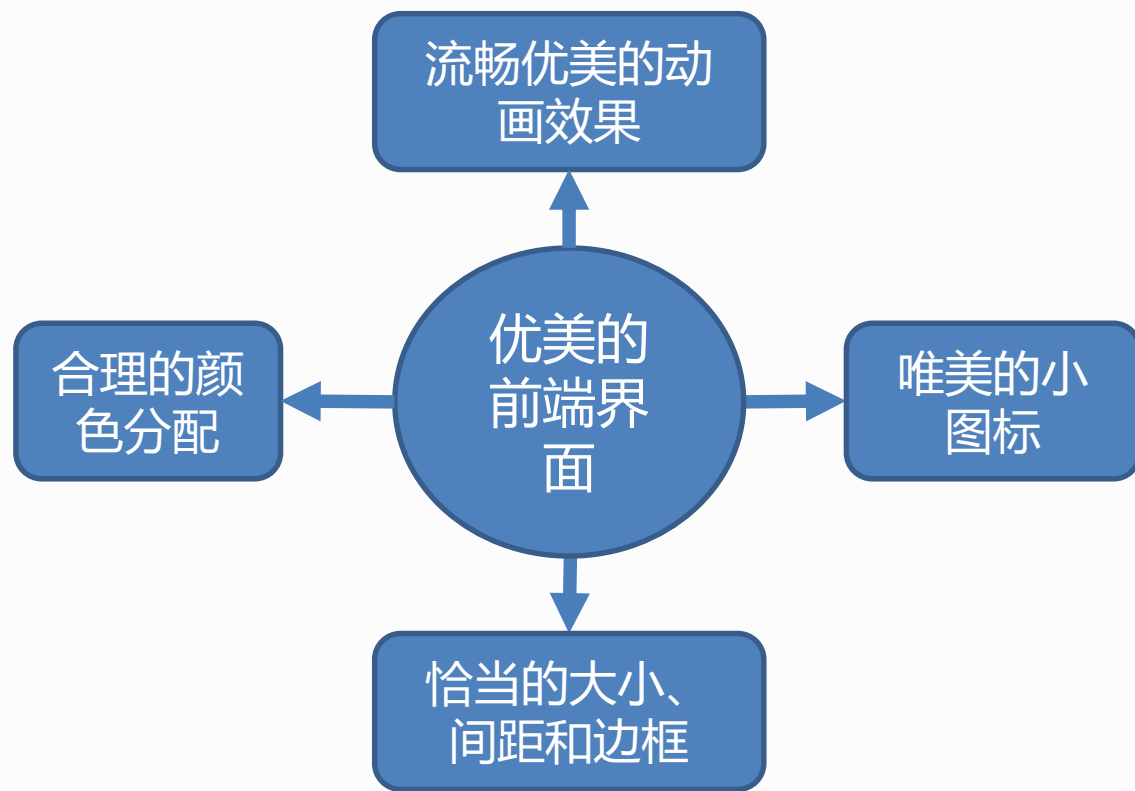 流畅优美的动
画效果
优美的
前端界
面
合理的颜
色分配
唯美的小
图标
恰当的大小、
间距和边框